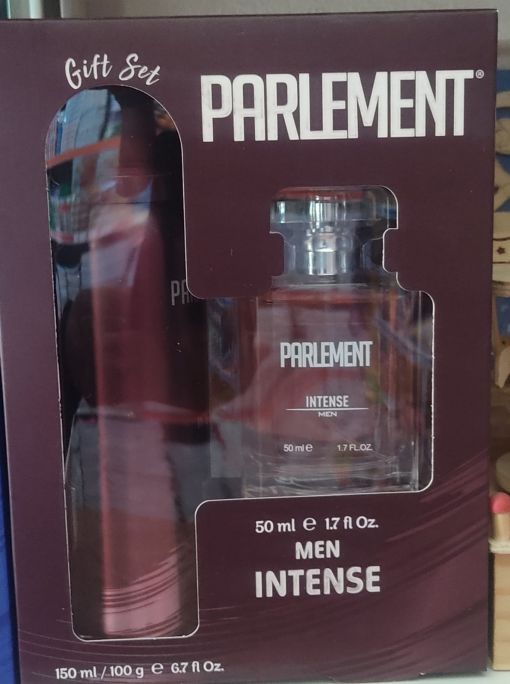 Gift Set
PARLEMENT®
PARLEMENT
INTENSE
MEN
50 ml e 1.7 FL.OZ.
50 ml e 1.7 fl Oz.
MEN
INTENSE
150 ml / 100 g e 6.7 fl Oz.